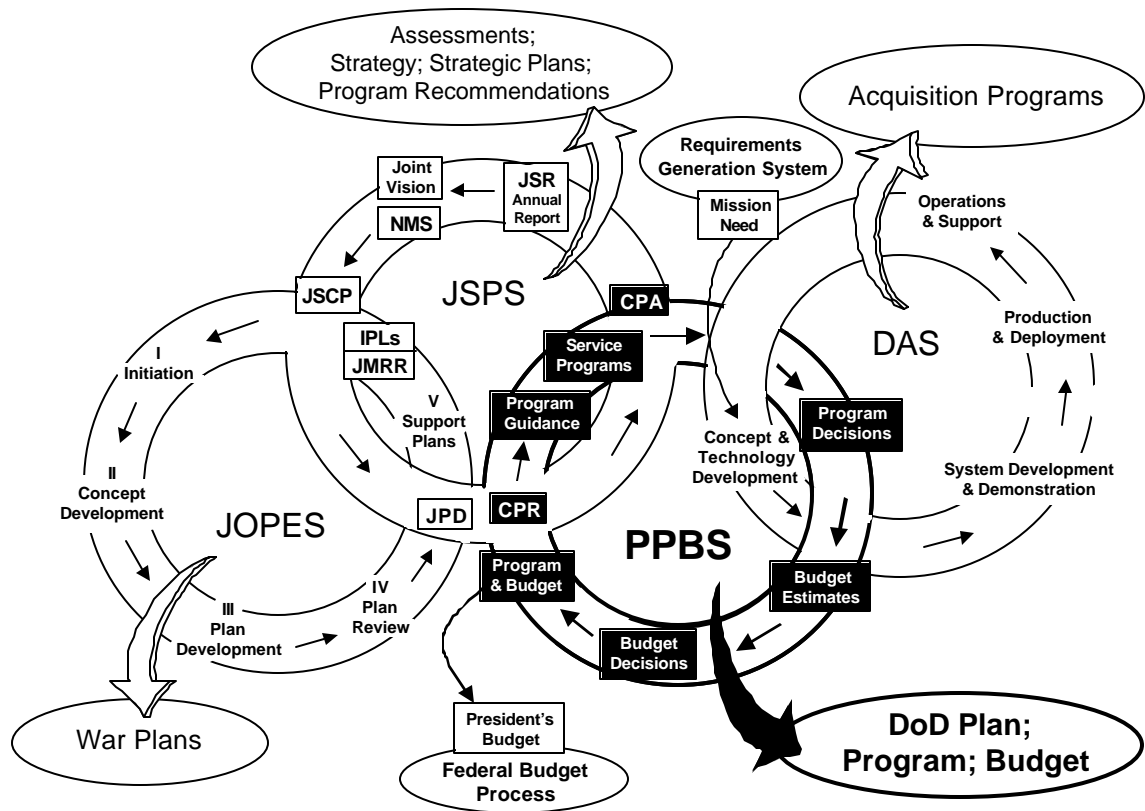 Assessments;
Strategy; Strategic Plans;
Program Recommendations
Acquisition Programs
Requirements
Generation System
Mission
Need
Joint
Vision
JSR
Annual
Report
NMS
JSCP
JSPS
IPLs
JMRR
CPA
Service
Programs
Program
Guidance
Operations
& Support
Production
& Deployment
DAS
System Development
& Demonstration
Concept &
Technology
Development
Program
Decisions
I
Initiation
II
Concept
Development
III
Plan
Development
IV
Plan
Review
V
Support
Plans
JOPES
JPD
CPR
PPBS
Program
& Budget
Budget
Estimates
Budget
Decisions
War Plans
President's
Budget
Federal Budget
Process
DoD Plan;
Program; Budget